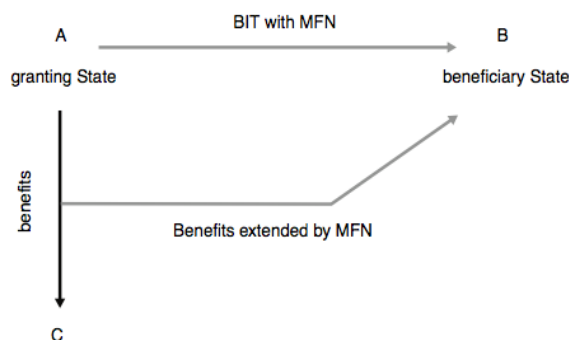 BIT with MFN
A
B
granting State
beneficiary State
benefits
Benefits extended by MFN
C